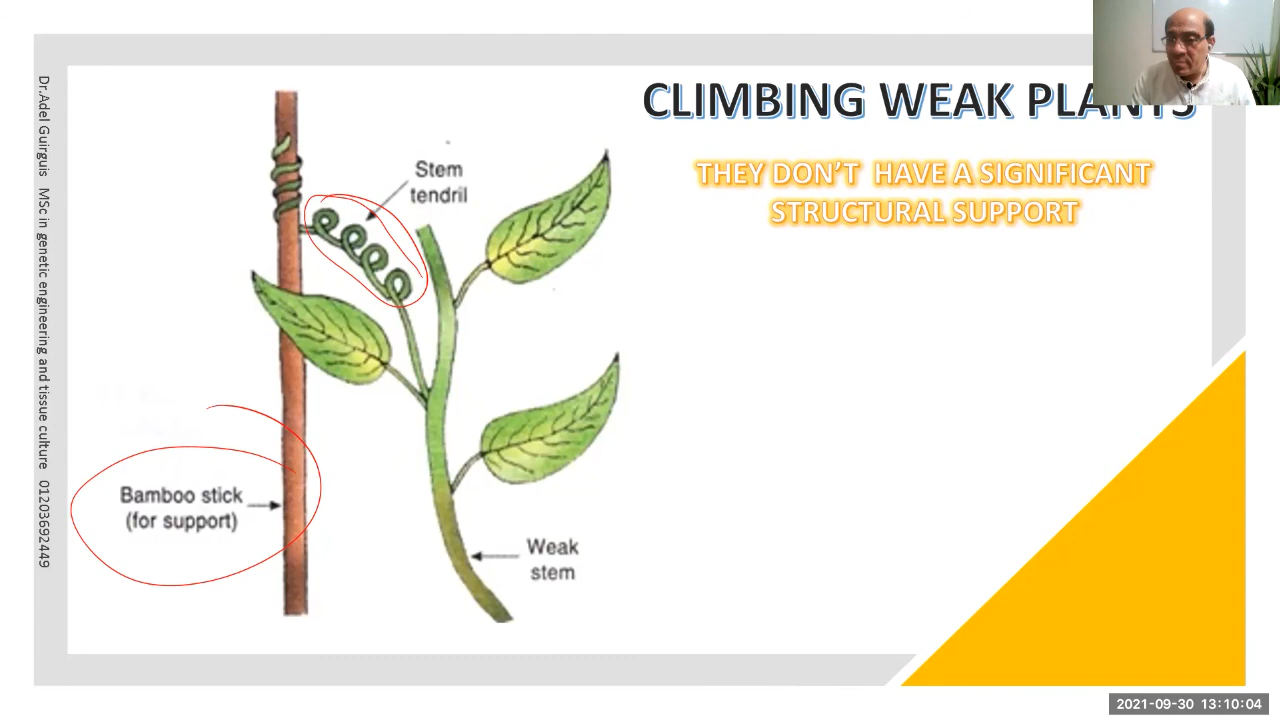 CLIMBING WEAK PLANTS
THEY DON'T HAVE A SIGNIFICANT
STRUCTURAL SUPPORT
Stem
tendril
Bamboo stick
(for support)
Weak
stem
Dr.Adel Guirguis MSc in genetic engineering and tissue culture 01203692449
2021-09-30 13:10:04